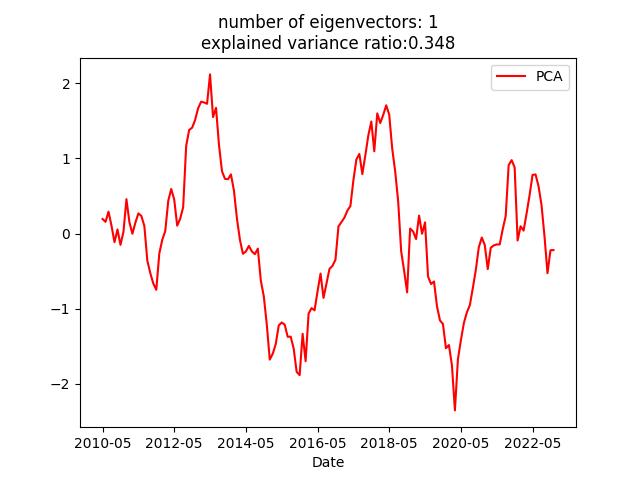 number of eigenvectors: 1
explained variance ratio:0.348
PCA
2
1
0
−1
−2
2010-05 2012-05 2014-05 2016-05 2018-05 2020-05 2022-05
Date